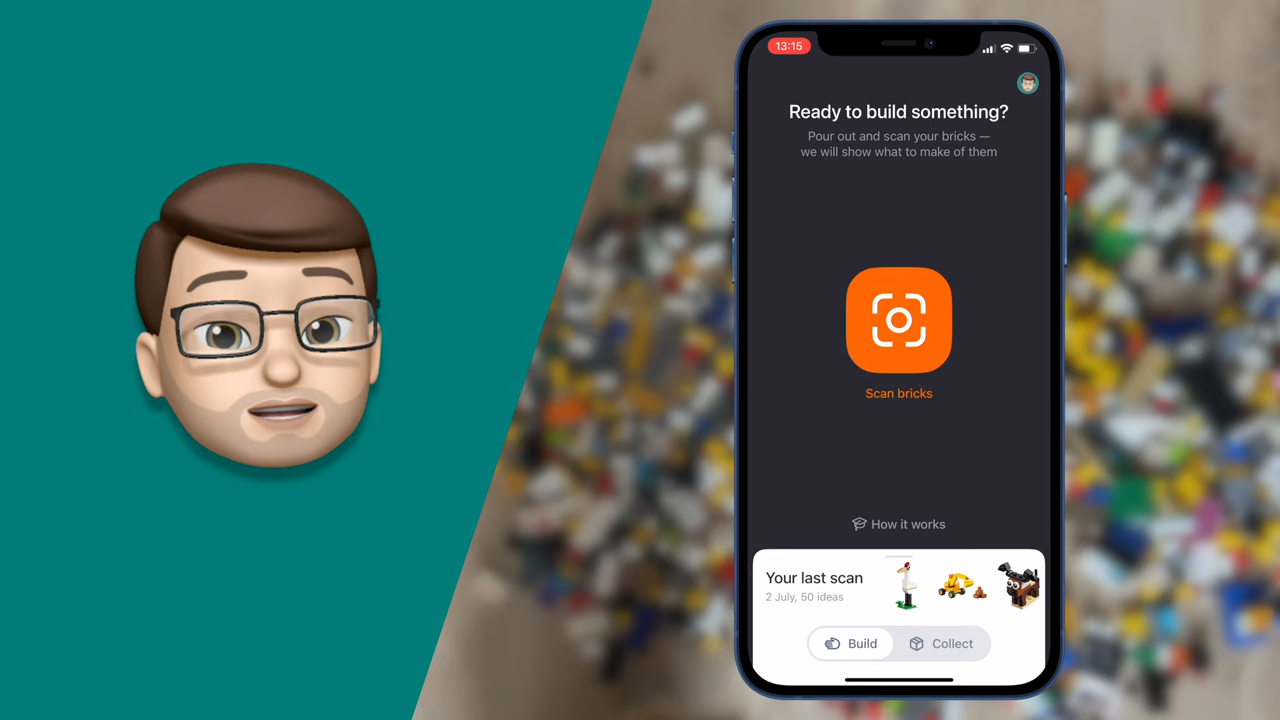 13:15
Ready to build something?
Pour out and scan your bricks —
we will show what to make of them
Scan bricks
How it works
Your last scan
2 July, 50 ideas
Build
Collect